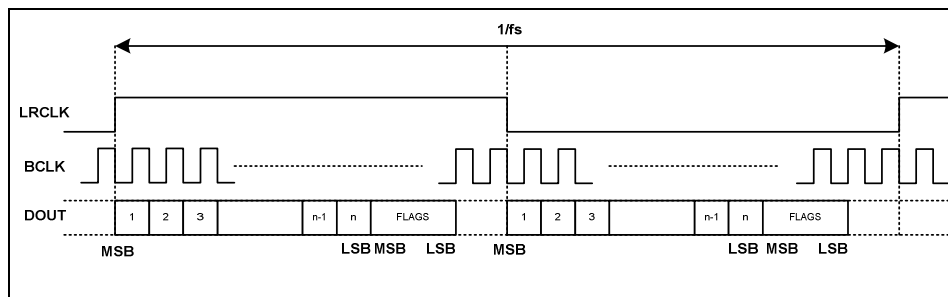 1/fs
LRCLK
BCLK
DOUT 1 2 3 n-1 n FLAGS 1 2 3 n-1 n FLAGS
MSB LSB MSB LSB MSB LSB MSB LSB